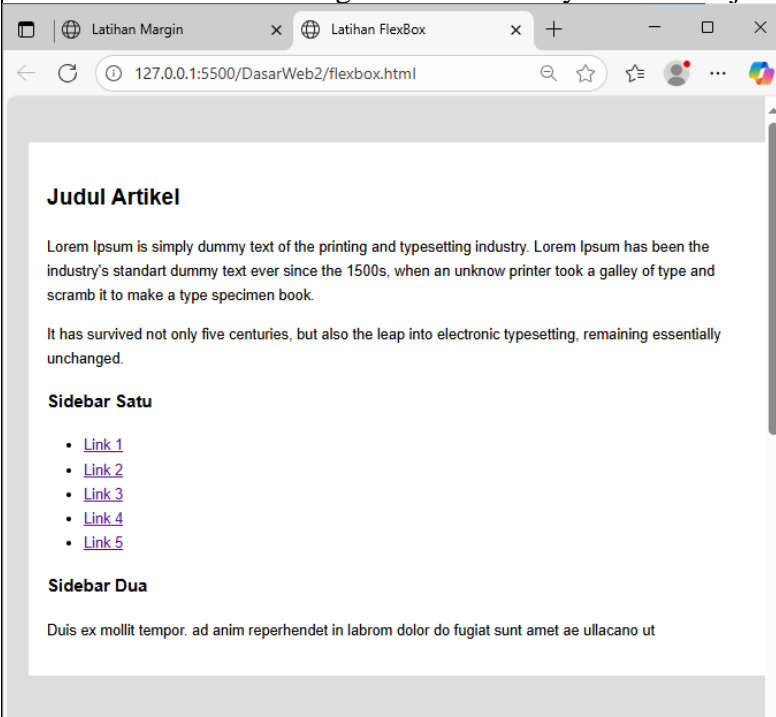 Latihan Margin
Latihan FlexBox
127.0.0.1:5500/DasarWeb2/flexbox.html
Judul Artikel
Lorem Ipsum is simply dummy text of the printing and typesetting industry. Lorem Ipsum has been the
industry's standart dummy text ever since the 1500s, when an unknow printer took a galley of type and
scramb it to make a type specimen book.
It has survived not only five centuries, but also the leap into electronic typesetting, remaining essentially
unchanged.
Sidebar Satu
Link 1
Link 2
Link 3
Link 4
Link 5
Sidebar Dua
Duis ex mollit tempor. ad anim reperhendet in labrom dolor do fugiat sunt amet ae ullacano ut